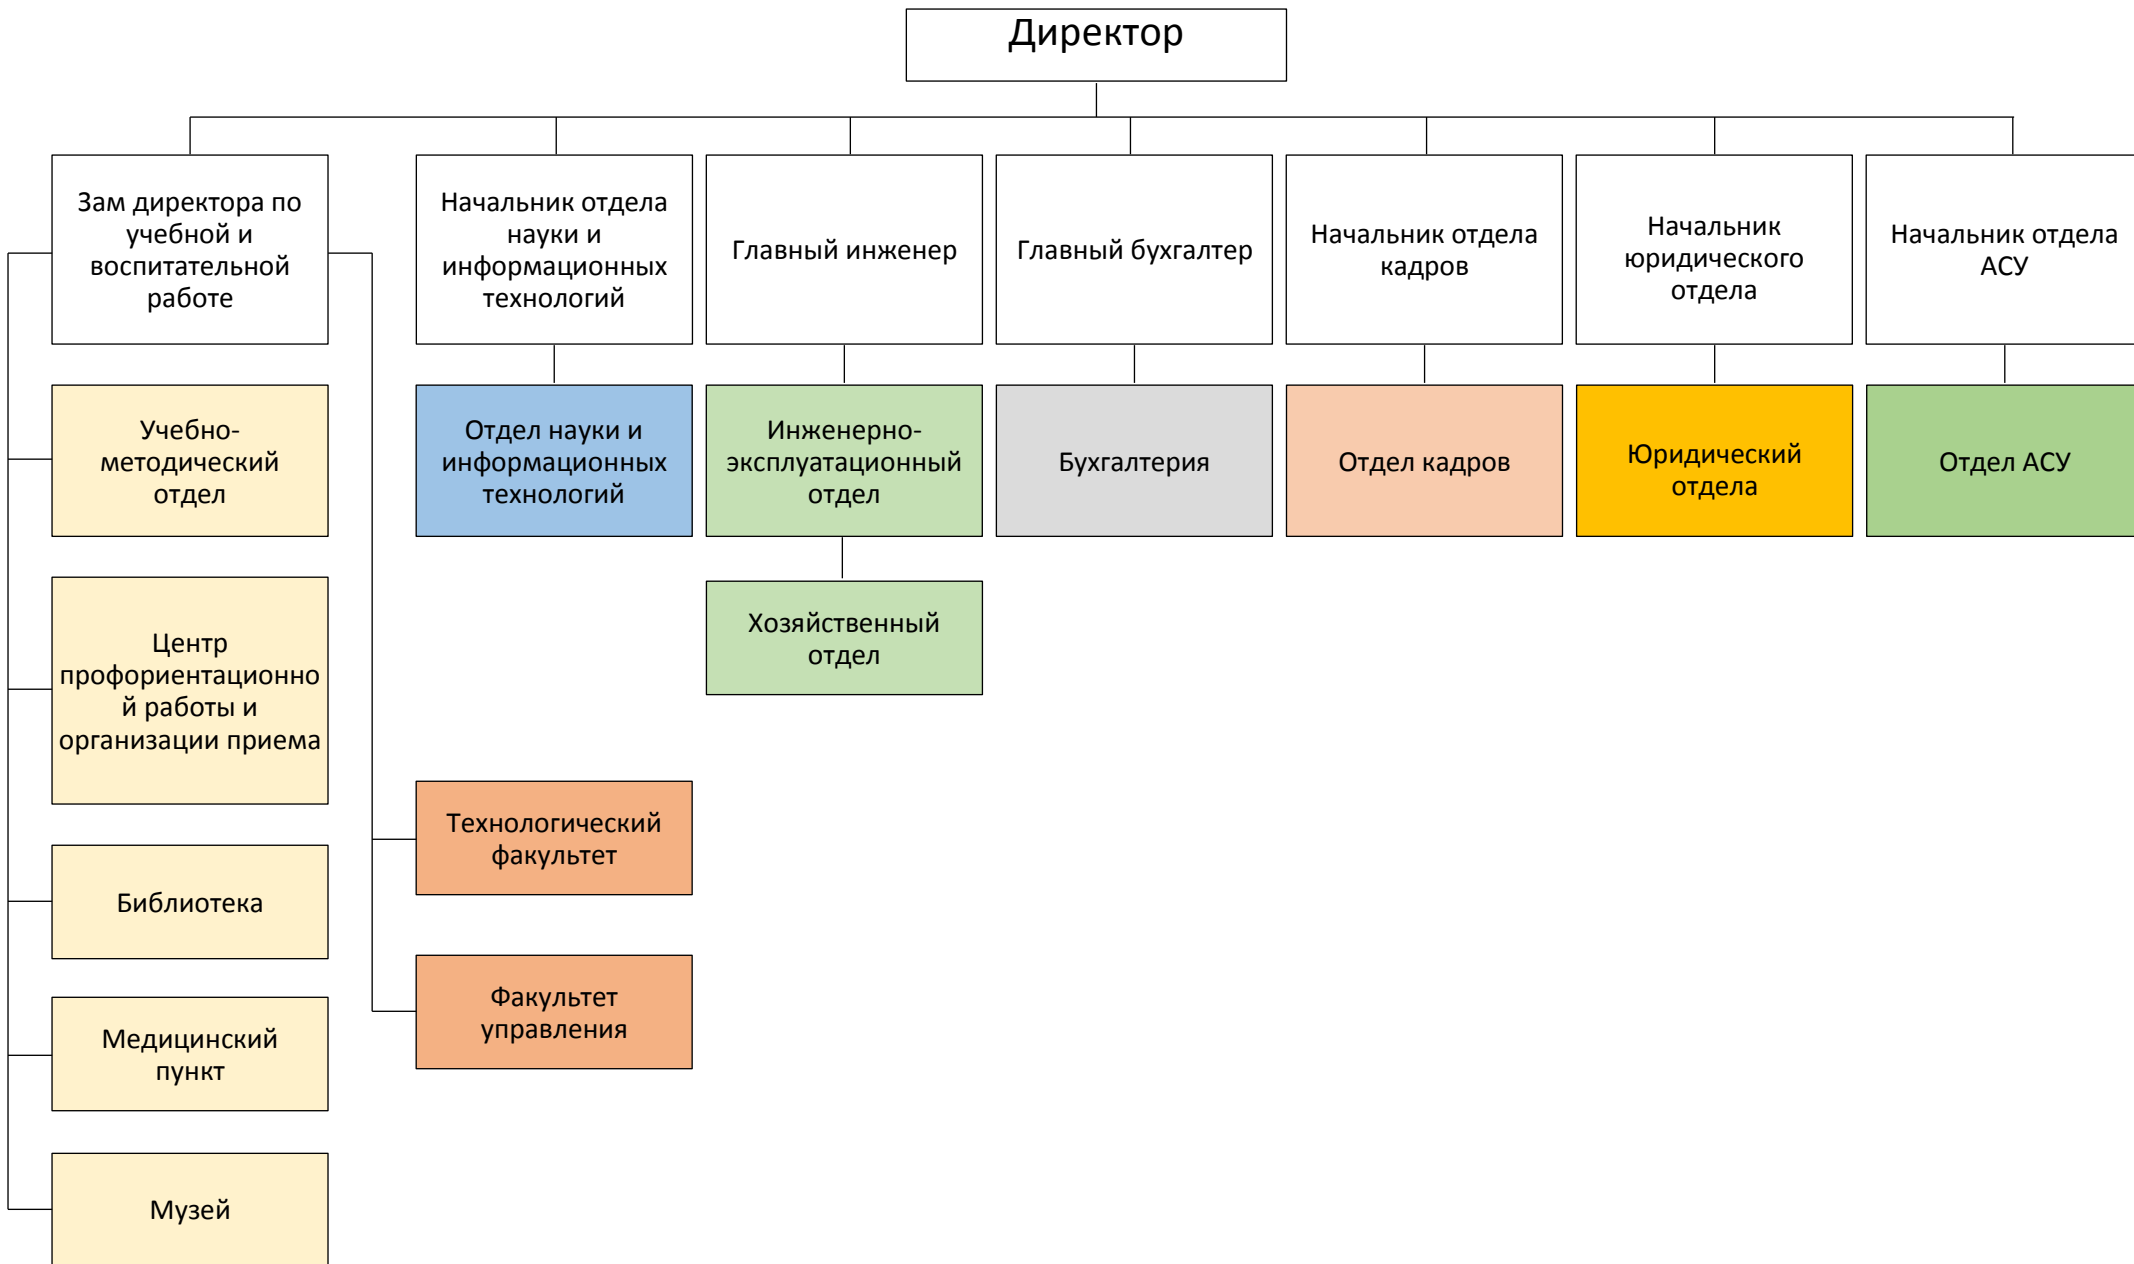 Директор
Зам директора по
учебной и
воспитательной
работе
Начальник отдела
науки и
информационных
технологий
Главный инженер
Главный бухгалтер
Начальник отдела
кадров
Начальник
юридического
отдела
Начальник отдела
АСУ
Учебно-
методический
отдел
Отдел науки и
информационных
технологий
Инженерно-
эксплуатационный
отдел
Бухгалтерия
Отдел кадров
Юридический
отдела
Отдел АСУ
Центр
профориентационно
й работы и
организации приема
Хозяйственный
отдел
Технологический
факультет
Библиотека
Факультет
управления
Медицинский
пункт
Музей